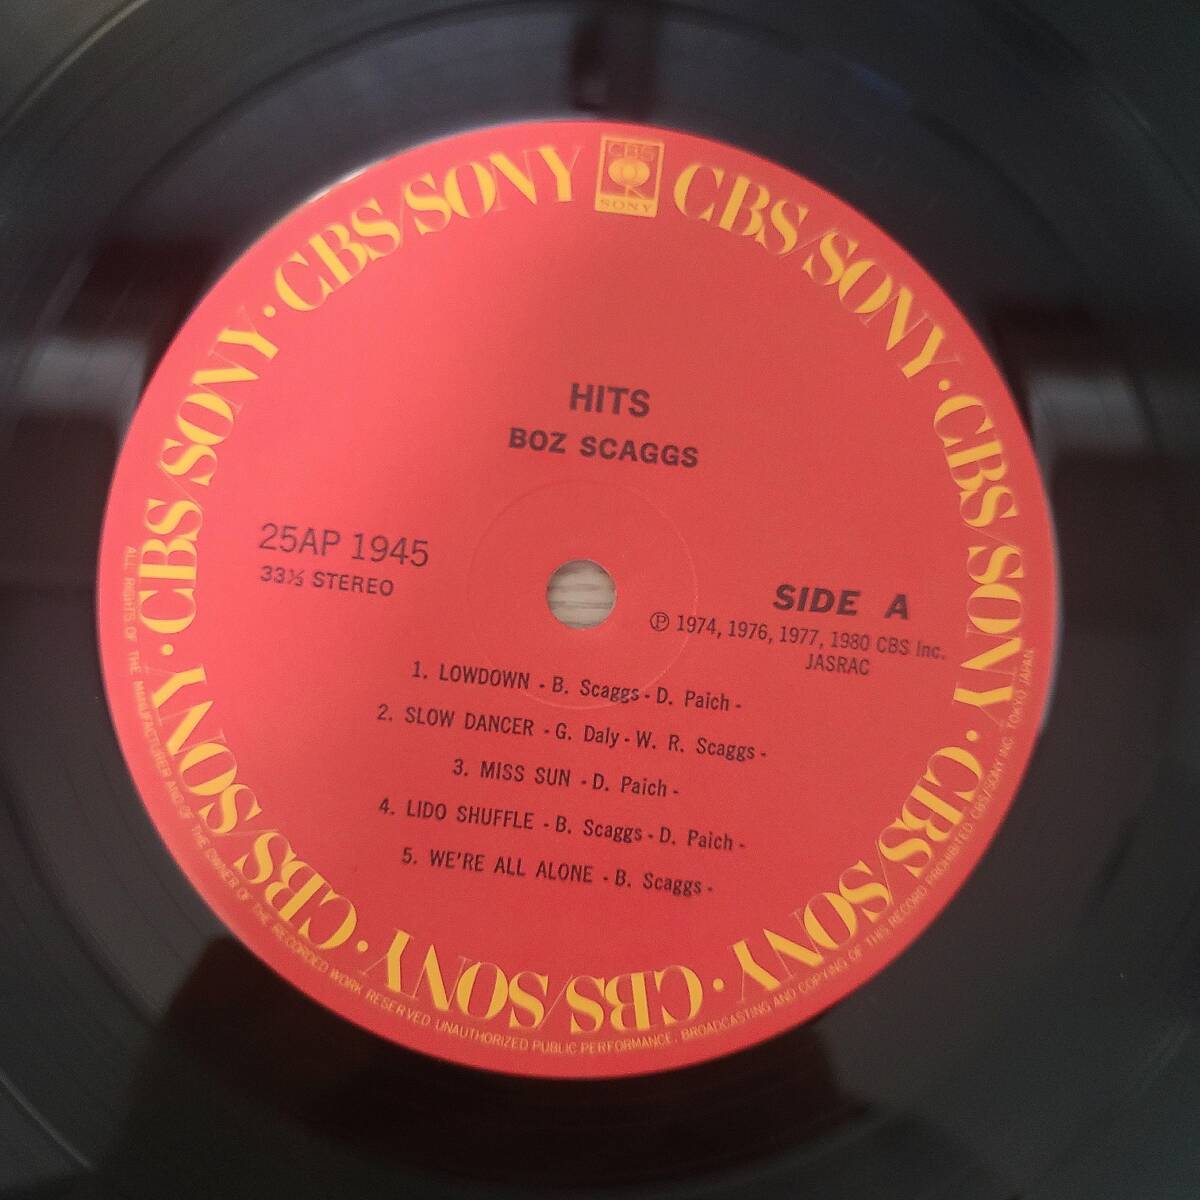 CBS/SONY · CBS/SONY · CBS/SONY · CBS/SONY · CBS/SONY · CBS/SONY · CBS/SONY · CBS/SONY · CBS/SONY
CBS
SONY
HITS
BOZ SCAGGS
25AP 1945
33⅓ STEREO
SIDE A
Ⓟ 1974, 1976, 1977, 1980 CBS Inc.
JASRAC
1. LOWDOWN - B. Scaggs - D. Paich -
2. SLOW DANCER - G. Daly - W. R. Scaggs -
3. MISS SUN - D. Paich -
4. LIDO SHUFFLE - B. Scaggs - D. Paich -
5. WE'RE ALL ALONE - B. Scaggs -
ALL RIGHTS OF THE MANUFACTURER AND OF THE OWNER OF THE RECORDED WORK RESERVED UNAUTHORIZED PUBLIC PERFORMANCE, BROADCASTING AND COPYING OF THIS RECORD PROHIBITED CBS/SONY INC. TOKYO JAPAN